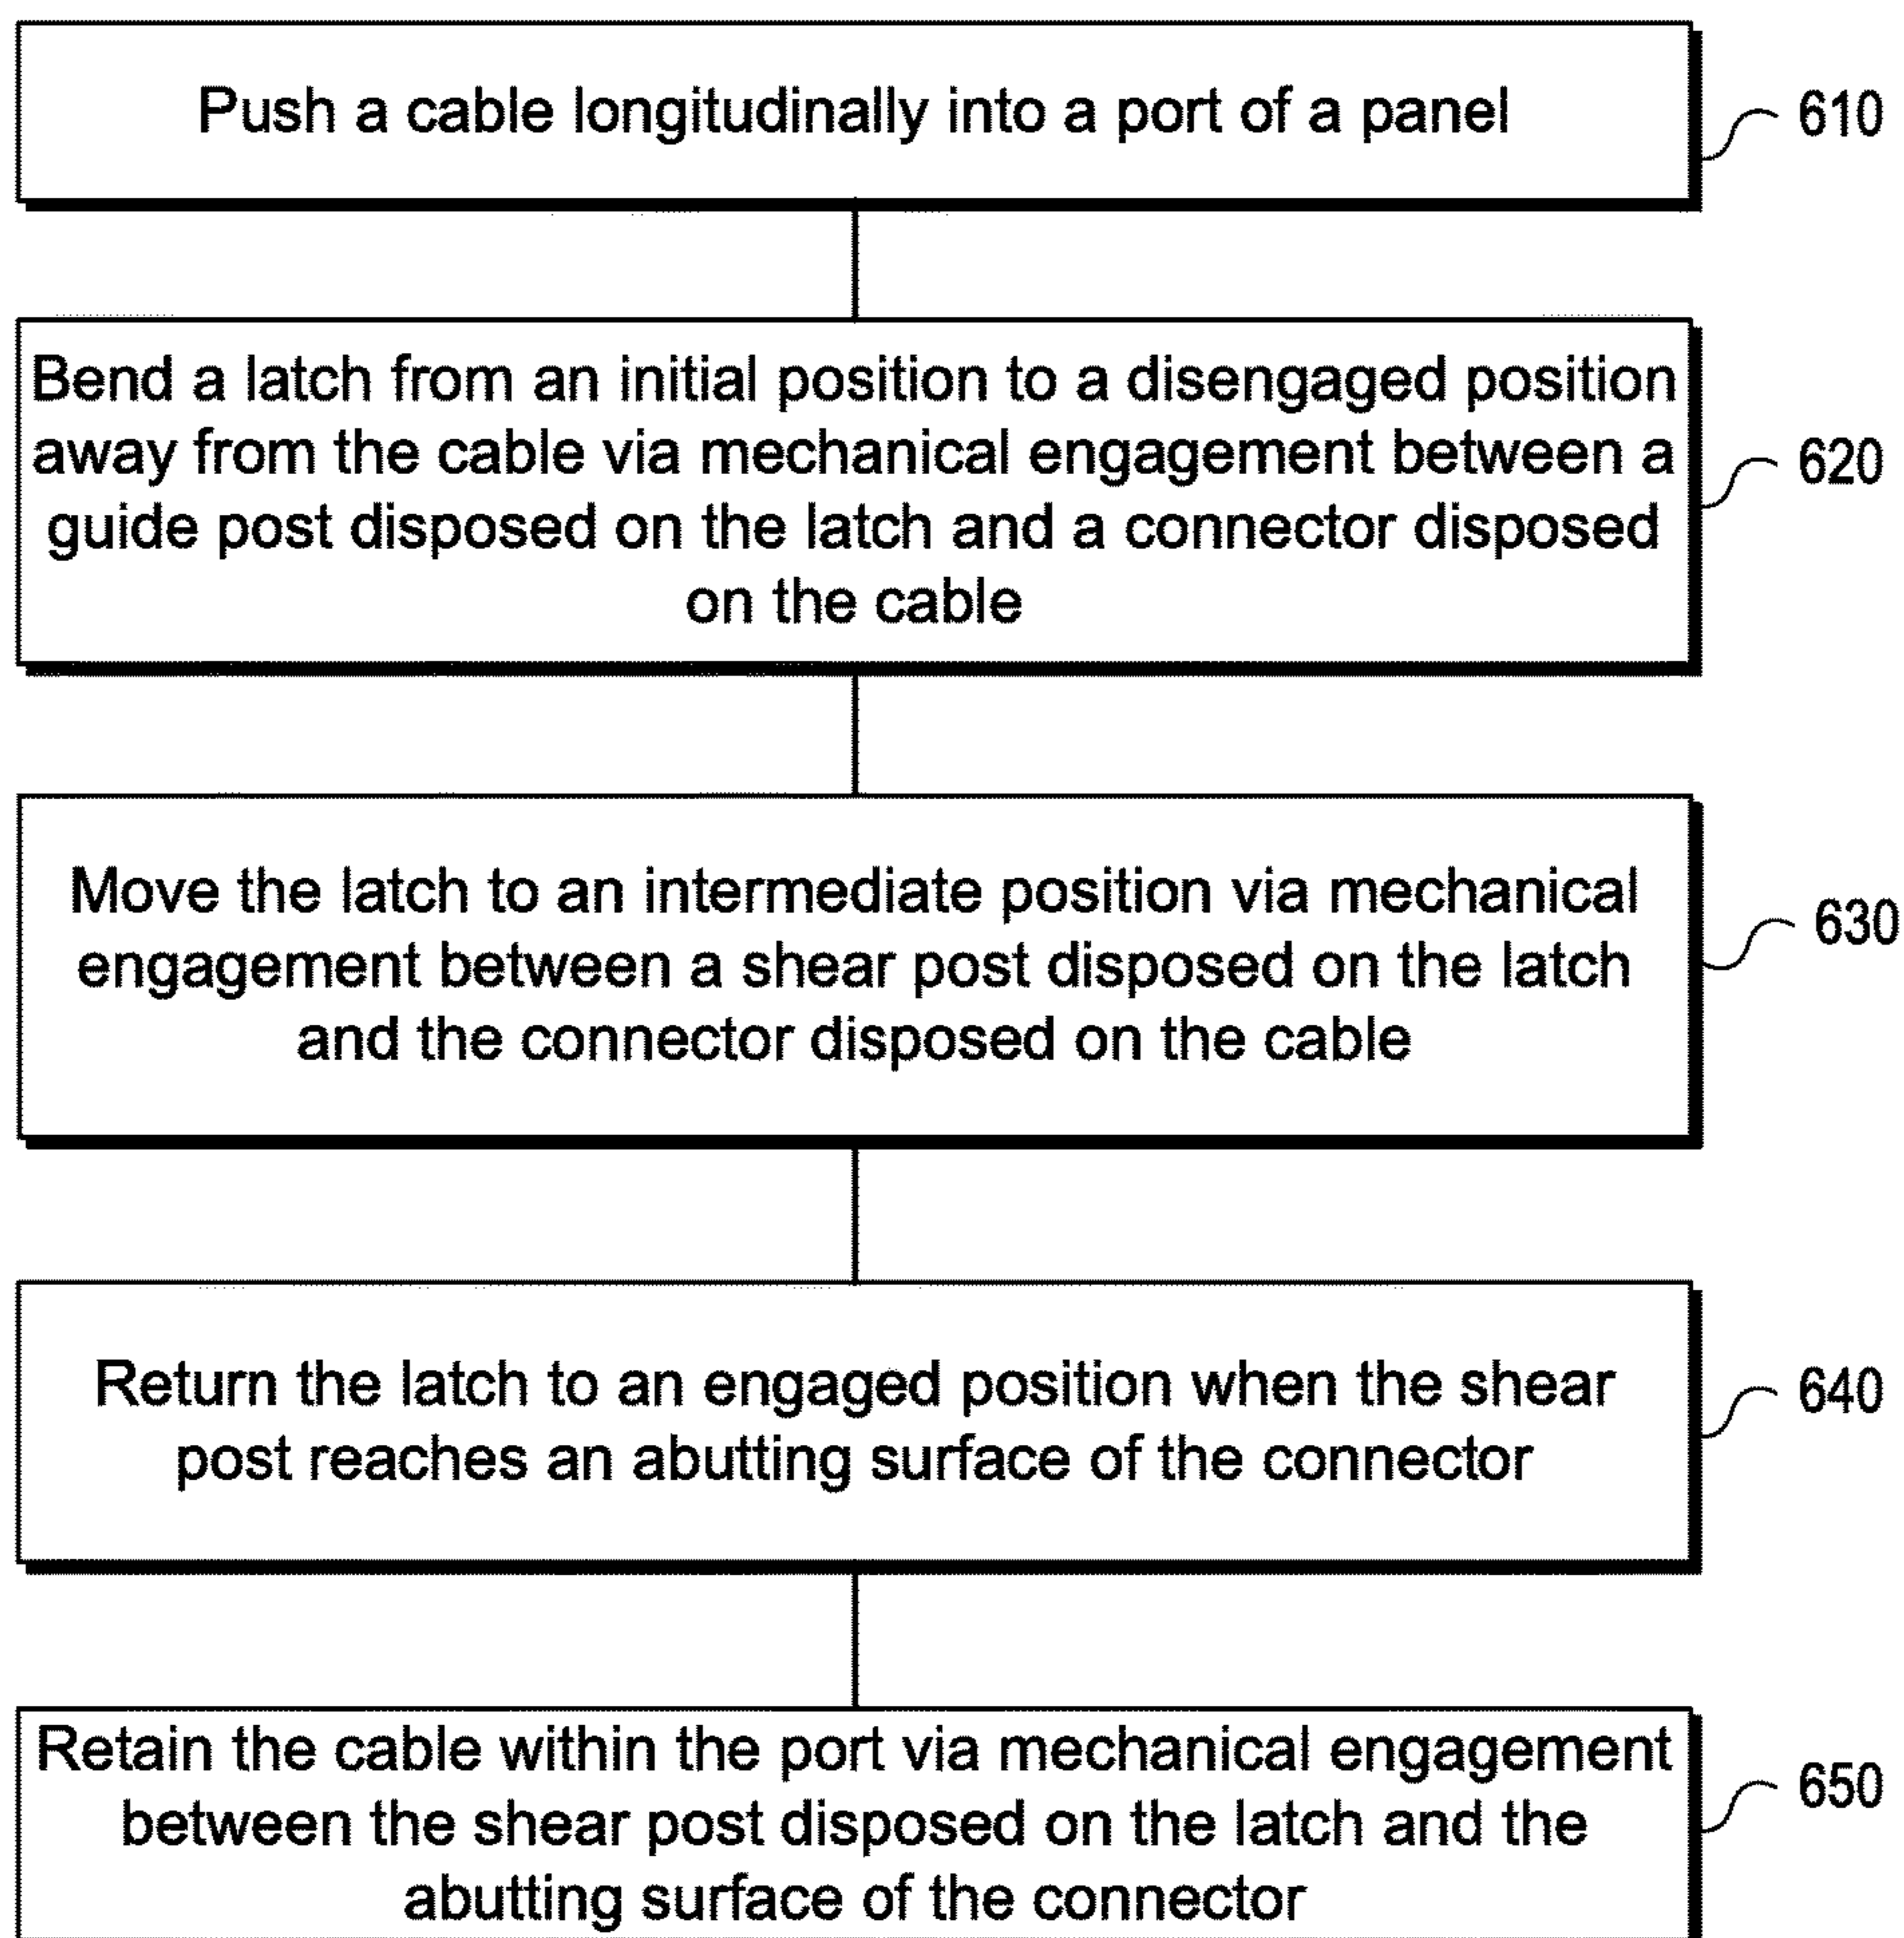 Push a cable longitudinally into a port of a panel
610
Bend a latch from an initial position to a disengaged position
away from the cable via mechanical engagement between a
guide post disposed on the latch and a connector disposed
on the cable
620
Move the latch to an intermediate position via mechanical
engagement between a shear post disposed on the latch
and the connector disposed on the cable
630
Return the latch to an engaged position when the shear
post reaches an abutting surface of the connector
640
Retain the cable within the port via mechanical engagement
between the shear post disposed on the latch and the
abutting surface of the connector
650